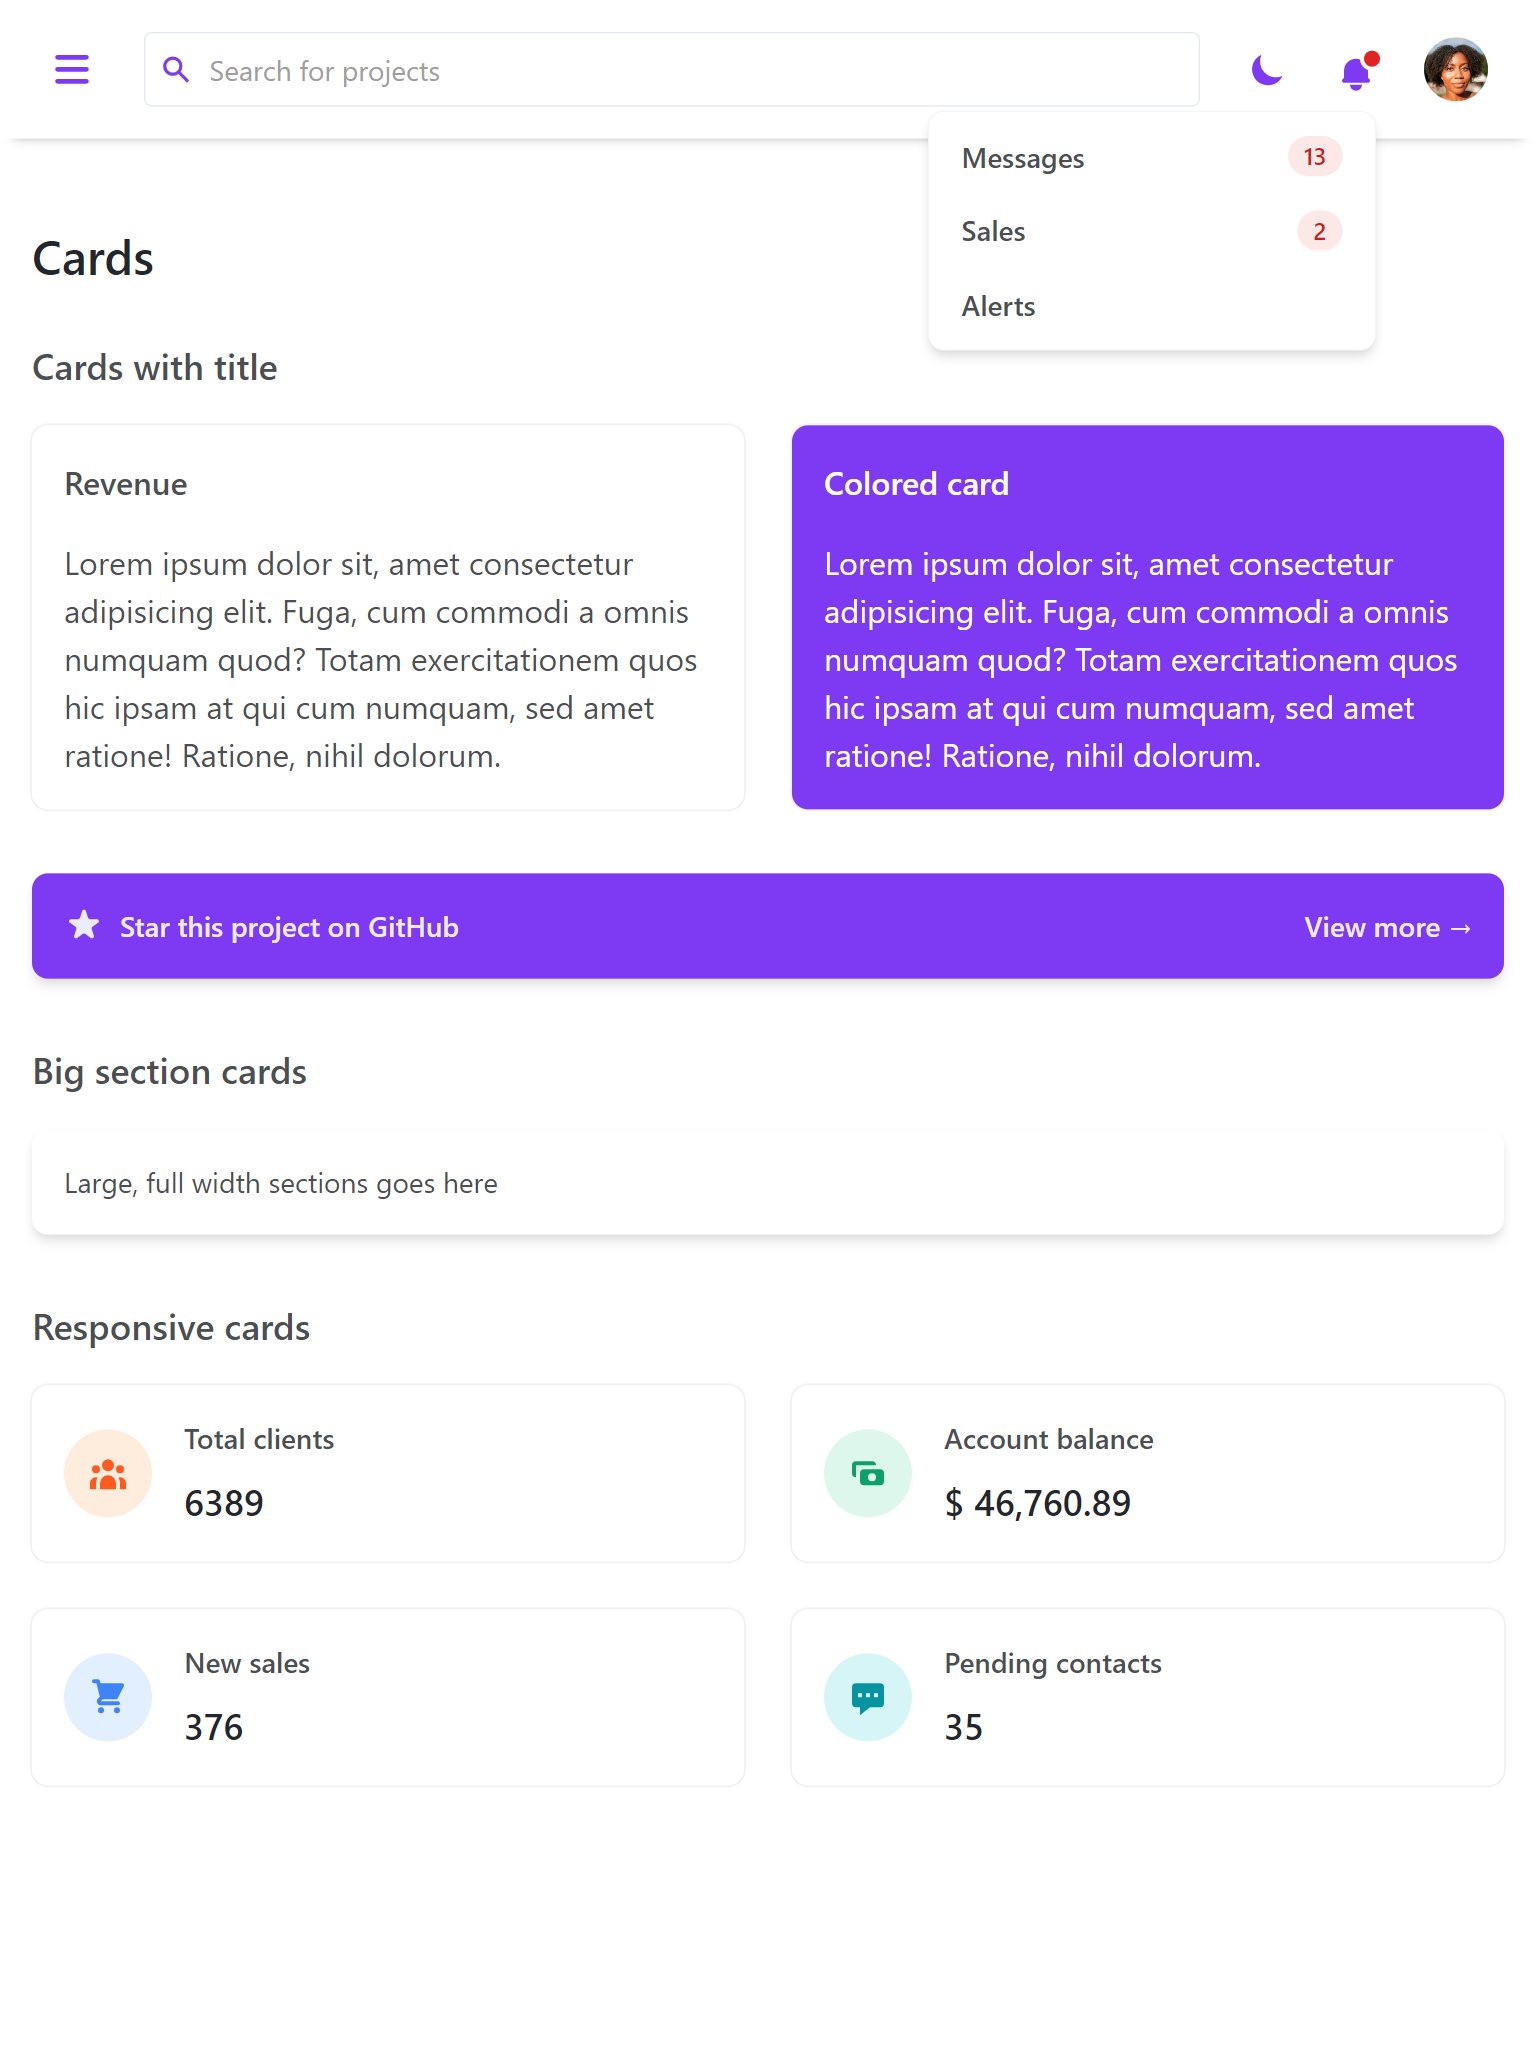 Search for projects
Messages 13
Sales 2
Alerts
Cards
Cards with title
Revenue
Lorem ipsum dolor sit, amet consectetur
adipisicing elit. Fuga, cum commodi a omnis
numquam quod? Totam exercitationem quos
hic ipsam at qui cum numquam, sed amet
ratione! Ratione, nihil dolorum.
Colored card
Lorem ipsum dolor sit, amet consectetur
adipisicing elit. Fuga, cum commodi a omnis
numquam quod? Totam exercitationem quos
hic ipsam at qui cum numquam, sed amet
ratione! Ratione, nihil dolorum.
Star this project on GitHub
View more →
Big section cards
Large, full width sections goes here
Responsive cards
Total clients
6389
Account balance
$ 46,760.89
New sales
376
Pending contacts
35